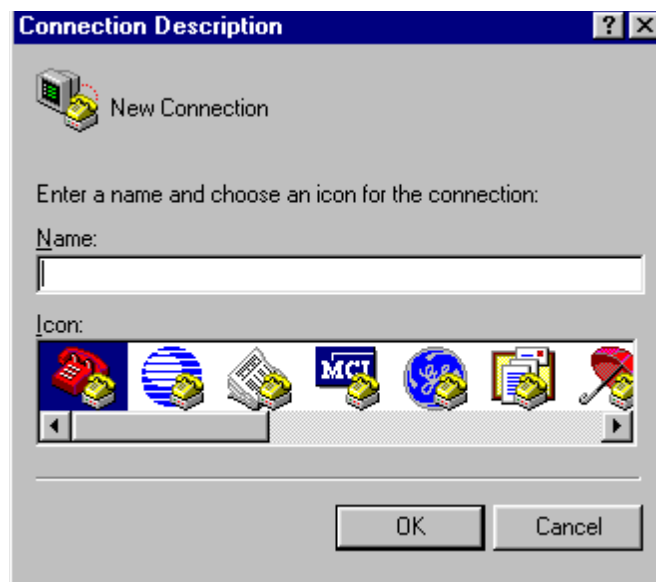 Connection Description
New Connection
Enter a name and choose an icon for the connection:
Name:
Icon:
MCI
OK Cancel